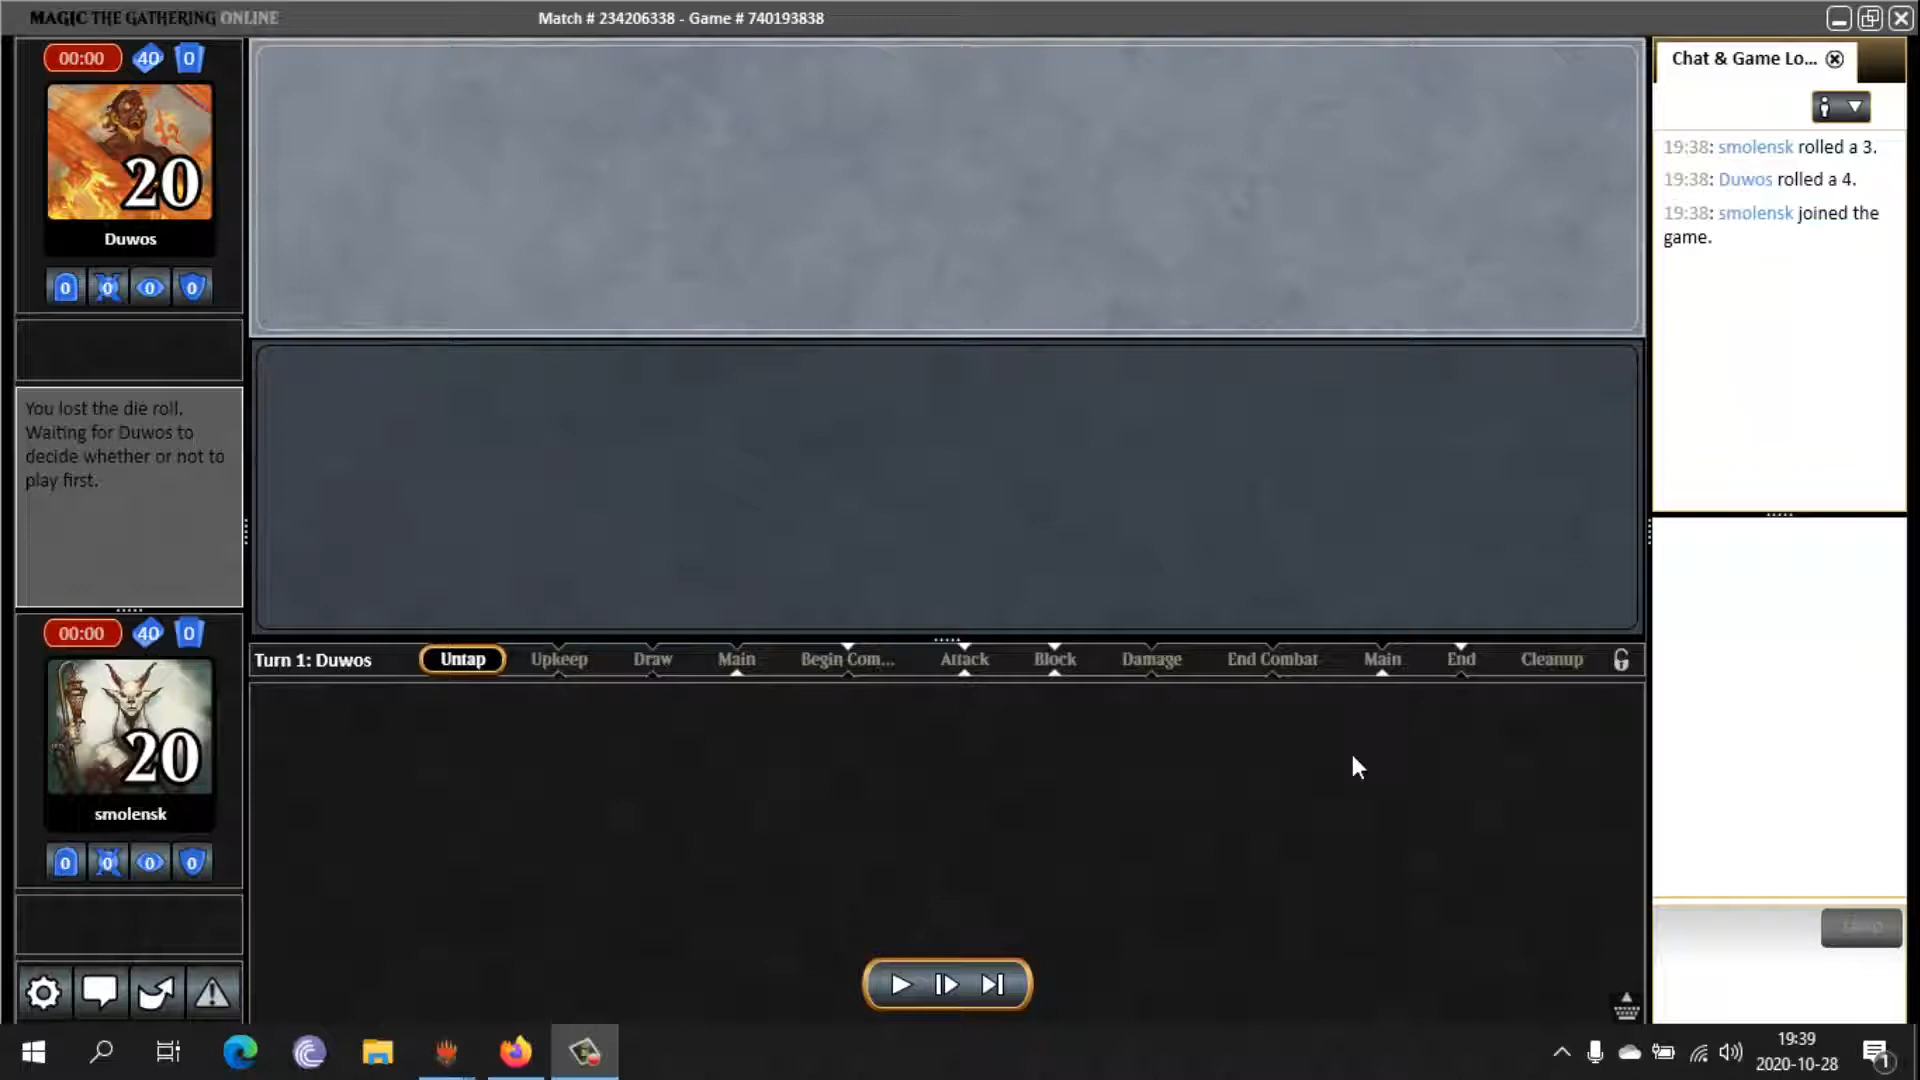 MAGIC THE GATHERING ONLINE
Match # 234206338 - Game # 740193838
00:00 40 0
20
Duwos
0 0 0 0
You lost the die roll.
Waiting for Duwos to
decide whether or not to
play first.
00:00 40 0
20
smolensk
0 0 0 0
Turn 1: Duwos Untap Upkeep Draw Main Begin Com... Attack Block Damage End Combat Main End Cleanup
Chat & Game Lo...
19:38: smolensk rolled a 3.
19:38: Duwos rolled a 4.
19:38: smolensk joined the
game.
19:39
2020-10-28
1